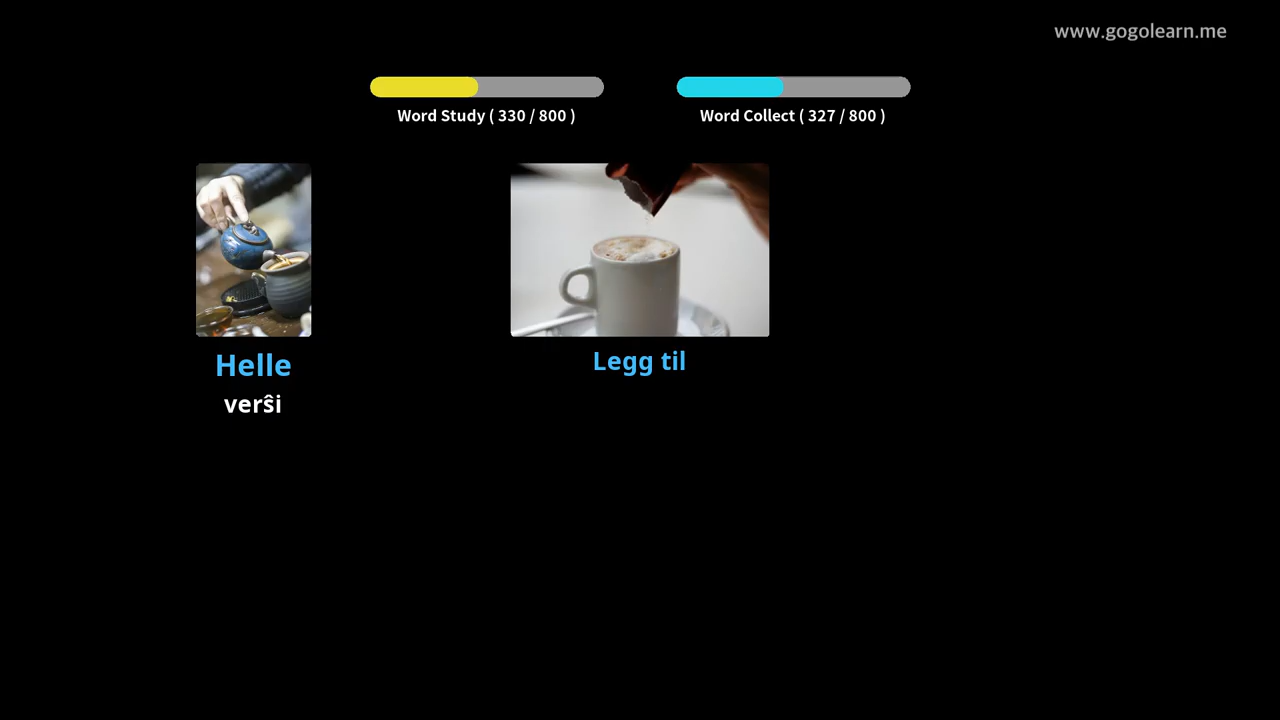 www.gogolearn.me
Word Study ( 330 / 800 )
Word Collect ( 327 / 800 )
Helle
verŝi
Legg til